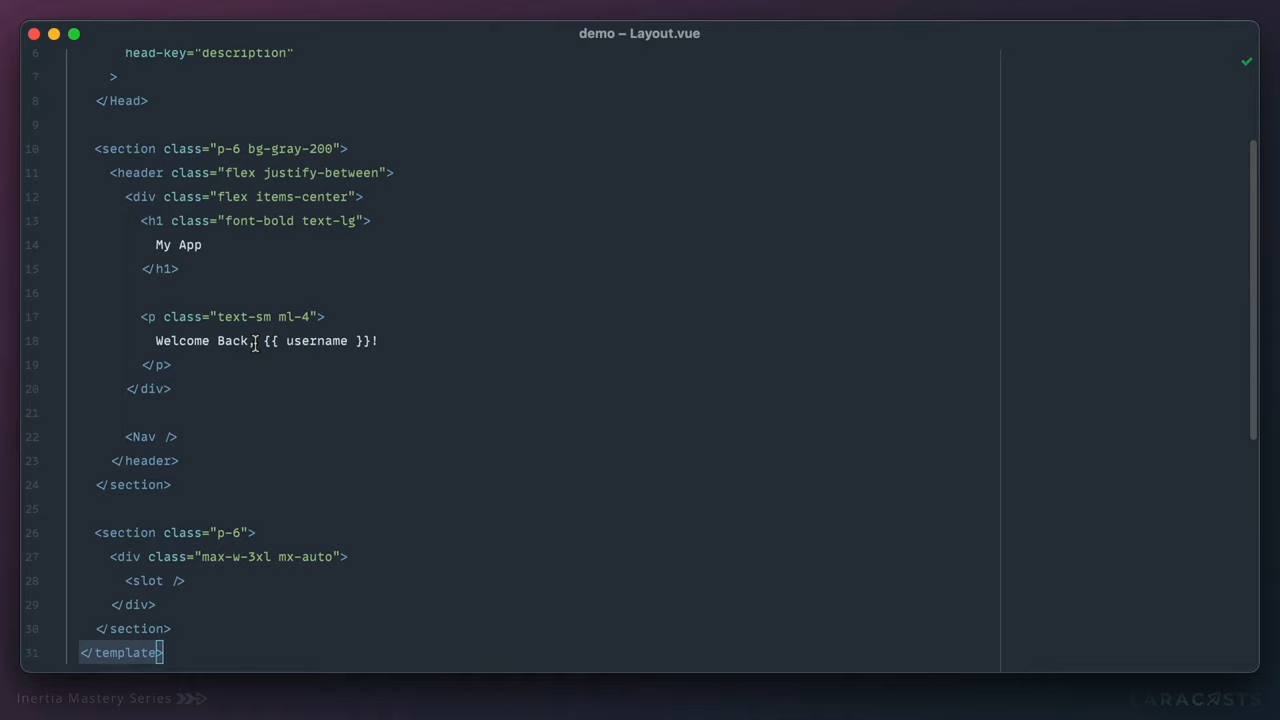 demo – Layout.vue
6 head-key="description"
7 >
8 </Head>
9
10 <section class="p-6 bg-gray-200">
11 <header class="flex justify-between">
12 <div class="flex items-center">
13 <h1 class="font-bold text-lg">
14 My App
15 </h1>
16
17 <p class="text-sm ml-4">
18 Welcome Back, {{ username }}!
19 </p>
20 </div>
21
22 <Nav />
23 </header>
24 </section>
25
26 <section class="p-6">
27 <div class="max-w-3xl mx-auto">
28 <slot />
29 </div>
30 </section>
31 </template>
Inertia Mastery Series
LARACASTS